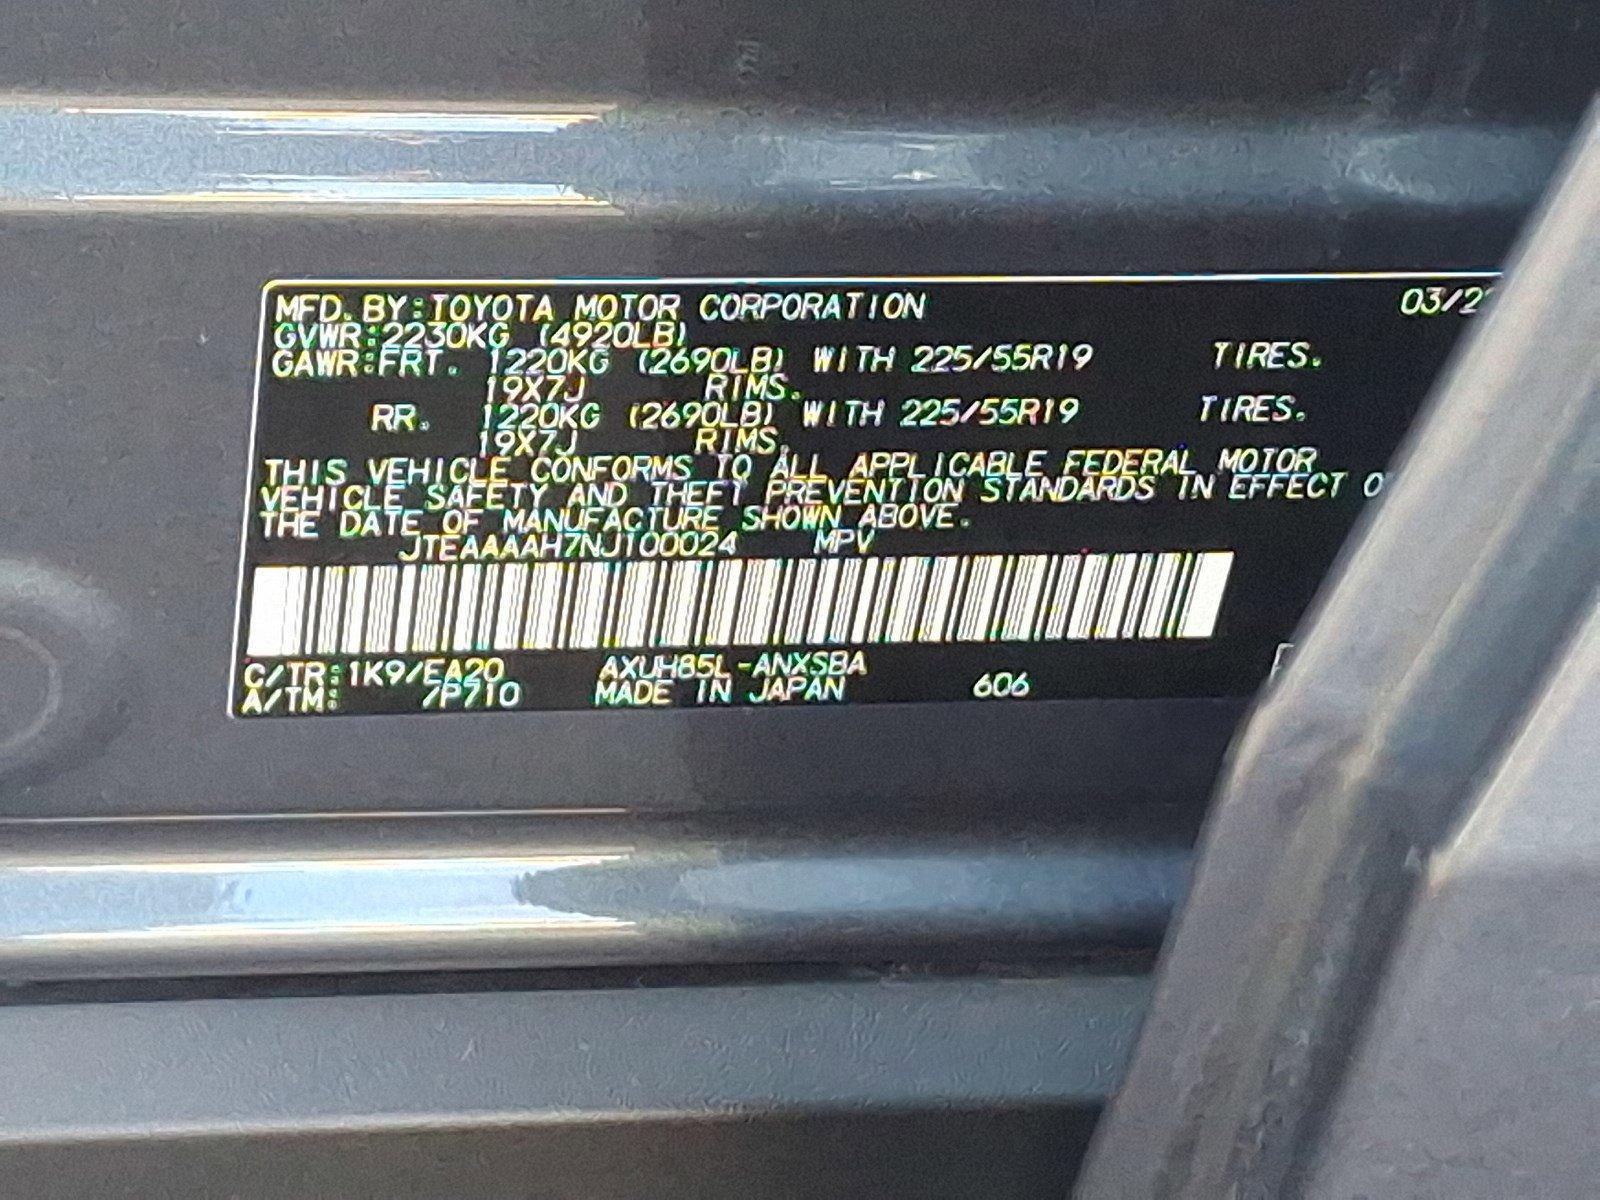 MFD. BY:TOYOTA MOTOR CORPORATION 03/2
GVWR:2230KG (4920LB)
GAWR:FRT. 1220KG (2690LB) WITH 225/55R19 TIRES.
19X7J RIMS.
RR. 1220KG (2690LB) WITH 225/55R19 TIRES.
19X7J RIMS.
THIS VEHICLE CONFORMS TO ALL APPLICABLE FEDERAL MOTOR
VEHICLE SAFETY AND THEFT PREVENTION STANDARDS IN EFFECT O
THE DATE OF MANUFACTURE SHOWN ABOVE.
JTEAAAAH7NJ100024 MPV
C/TR:1K9/EA20 AXUH85L-ANXSBA
A/TM: /P710 MADE IN JAPAN 606